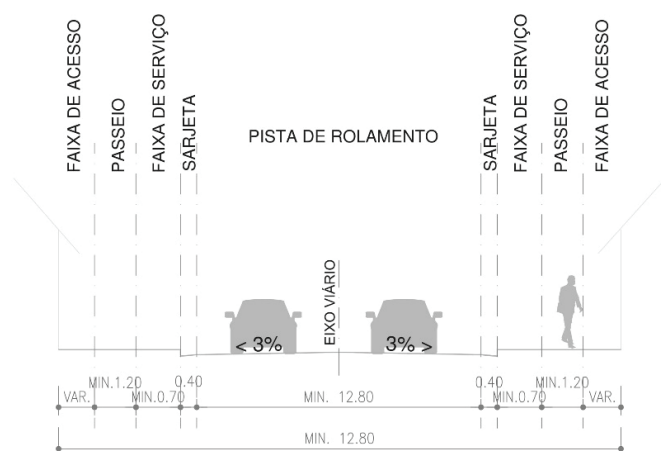 FAIXA DE ACESSO
PASSEIO
FAIXA DE SERVIÇO
SARJETA
PISTA DE ROLAMENTO
SARJETA
FAIXA DE SERVIÇO
PASSEIO
FAIXA DE ACESSO
EIXO VIÁRIO
< 3%
3% >
MIN.1.20
0.40
0.40
MIN.1.20
VAR.
MIN.0.70
MIN. 12.80
MIN.0.70
VAR.
MIN. 12.80